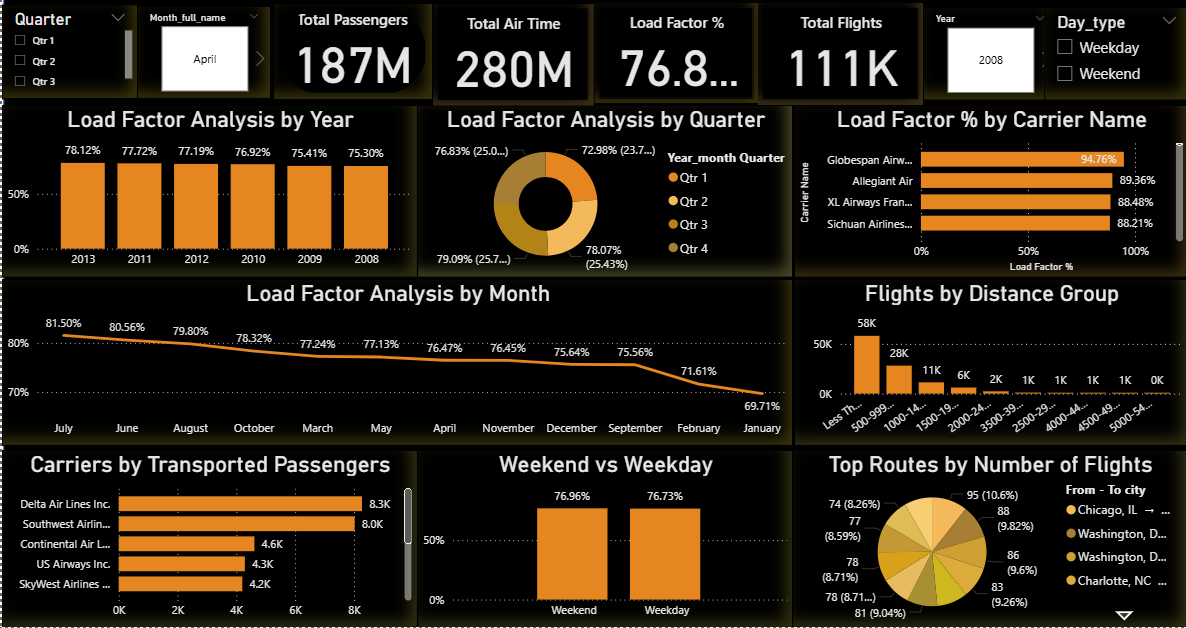 Quarter
Qtr 1
Qtr 2
Qtr 3
Month_full_name
April
Total Passengers
187M
Total Air Time
280M
Load Factor %
76.8...
Total Flights
111K
Year
2008
Day_type
Weekday
Weekend
Load Factor Analysis by Year
78.12% 77.72% 77.19% 76.92% 75.41% 75.30%
50%
0%
2013 2011 2012 2010 2009 2008
Load Factor Analysis by Quarter
76.83% (25.0...)
72.98% (23.7...)
79.09% (25.7...)
78.07%
(25.43%)
Year_month Quarter
Qtr 1
Qtr 2
Qtr 3
Qtr 4
Load Factor % by Carrier Name
Carrier Name
Globespan Airw... 94.76%
Allegiant Air 89.36%
XL Airways Fran... 88.48%
Sichuan Airlines... 88.21%
0% 50% 100%
Load Factor %
Load Factor Analysis by Month
81.50% 80.56% 79.80% 78.32% 77.24% 77.13% 76.47% 76.45% 75.64% 75.56% 71.61% 69.71%
80%
70%
July June August October March May April November December September February January
Flights by Distance Group
58K 28K 11K 6K 2K 1K 1K 1K 1K 0K
50K
0K
Less Th... 500-999... 1000-14... 1500-19... 2000-24... 3500-39... 2500-29... 4000-44... 4500-49... 5000-54...
Carriers by Transported Passengers
Delta Air Lines Inc. 8.3K
Southwest Airlin... 8.0K
Continental Air L... 4.6K
US Airways Inc. 4.3K
SkyWest Airlines ... 4.2K
0K 2K 4K 6K 8K
Weekend vs Weekday
76.96% 76.73%
50%
0%
Weekend Weekday
Top Routes by Number of Flights
95 (10.6%)
88
(9.82%)
86
(9.6%)
83
(9.26%)
81 (9.04%)
78 (8.71...)
78
(8.71%)
77
(8.59%)
74 (8.26%)
From - To city
Chicago, IL → ...
Washington, D...
Washington, D...
Charlotte, NC ...